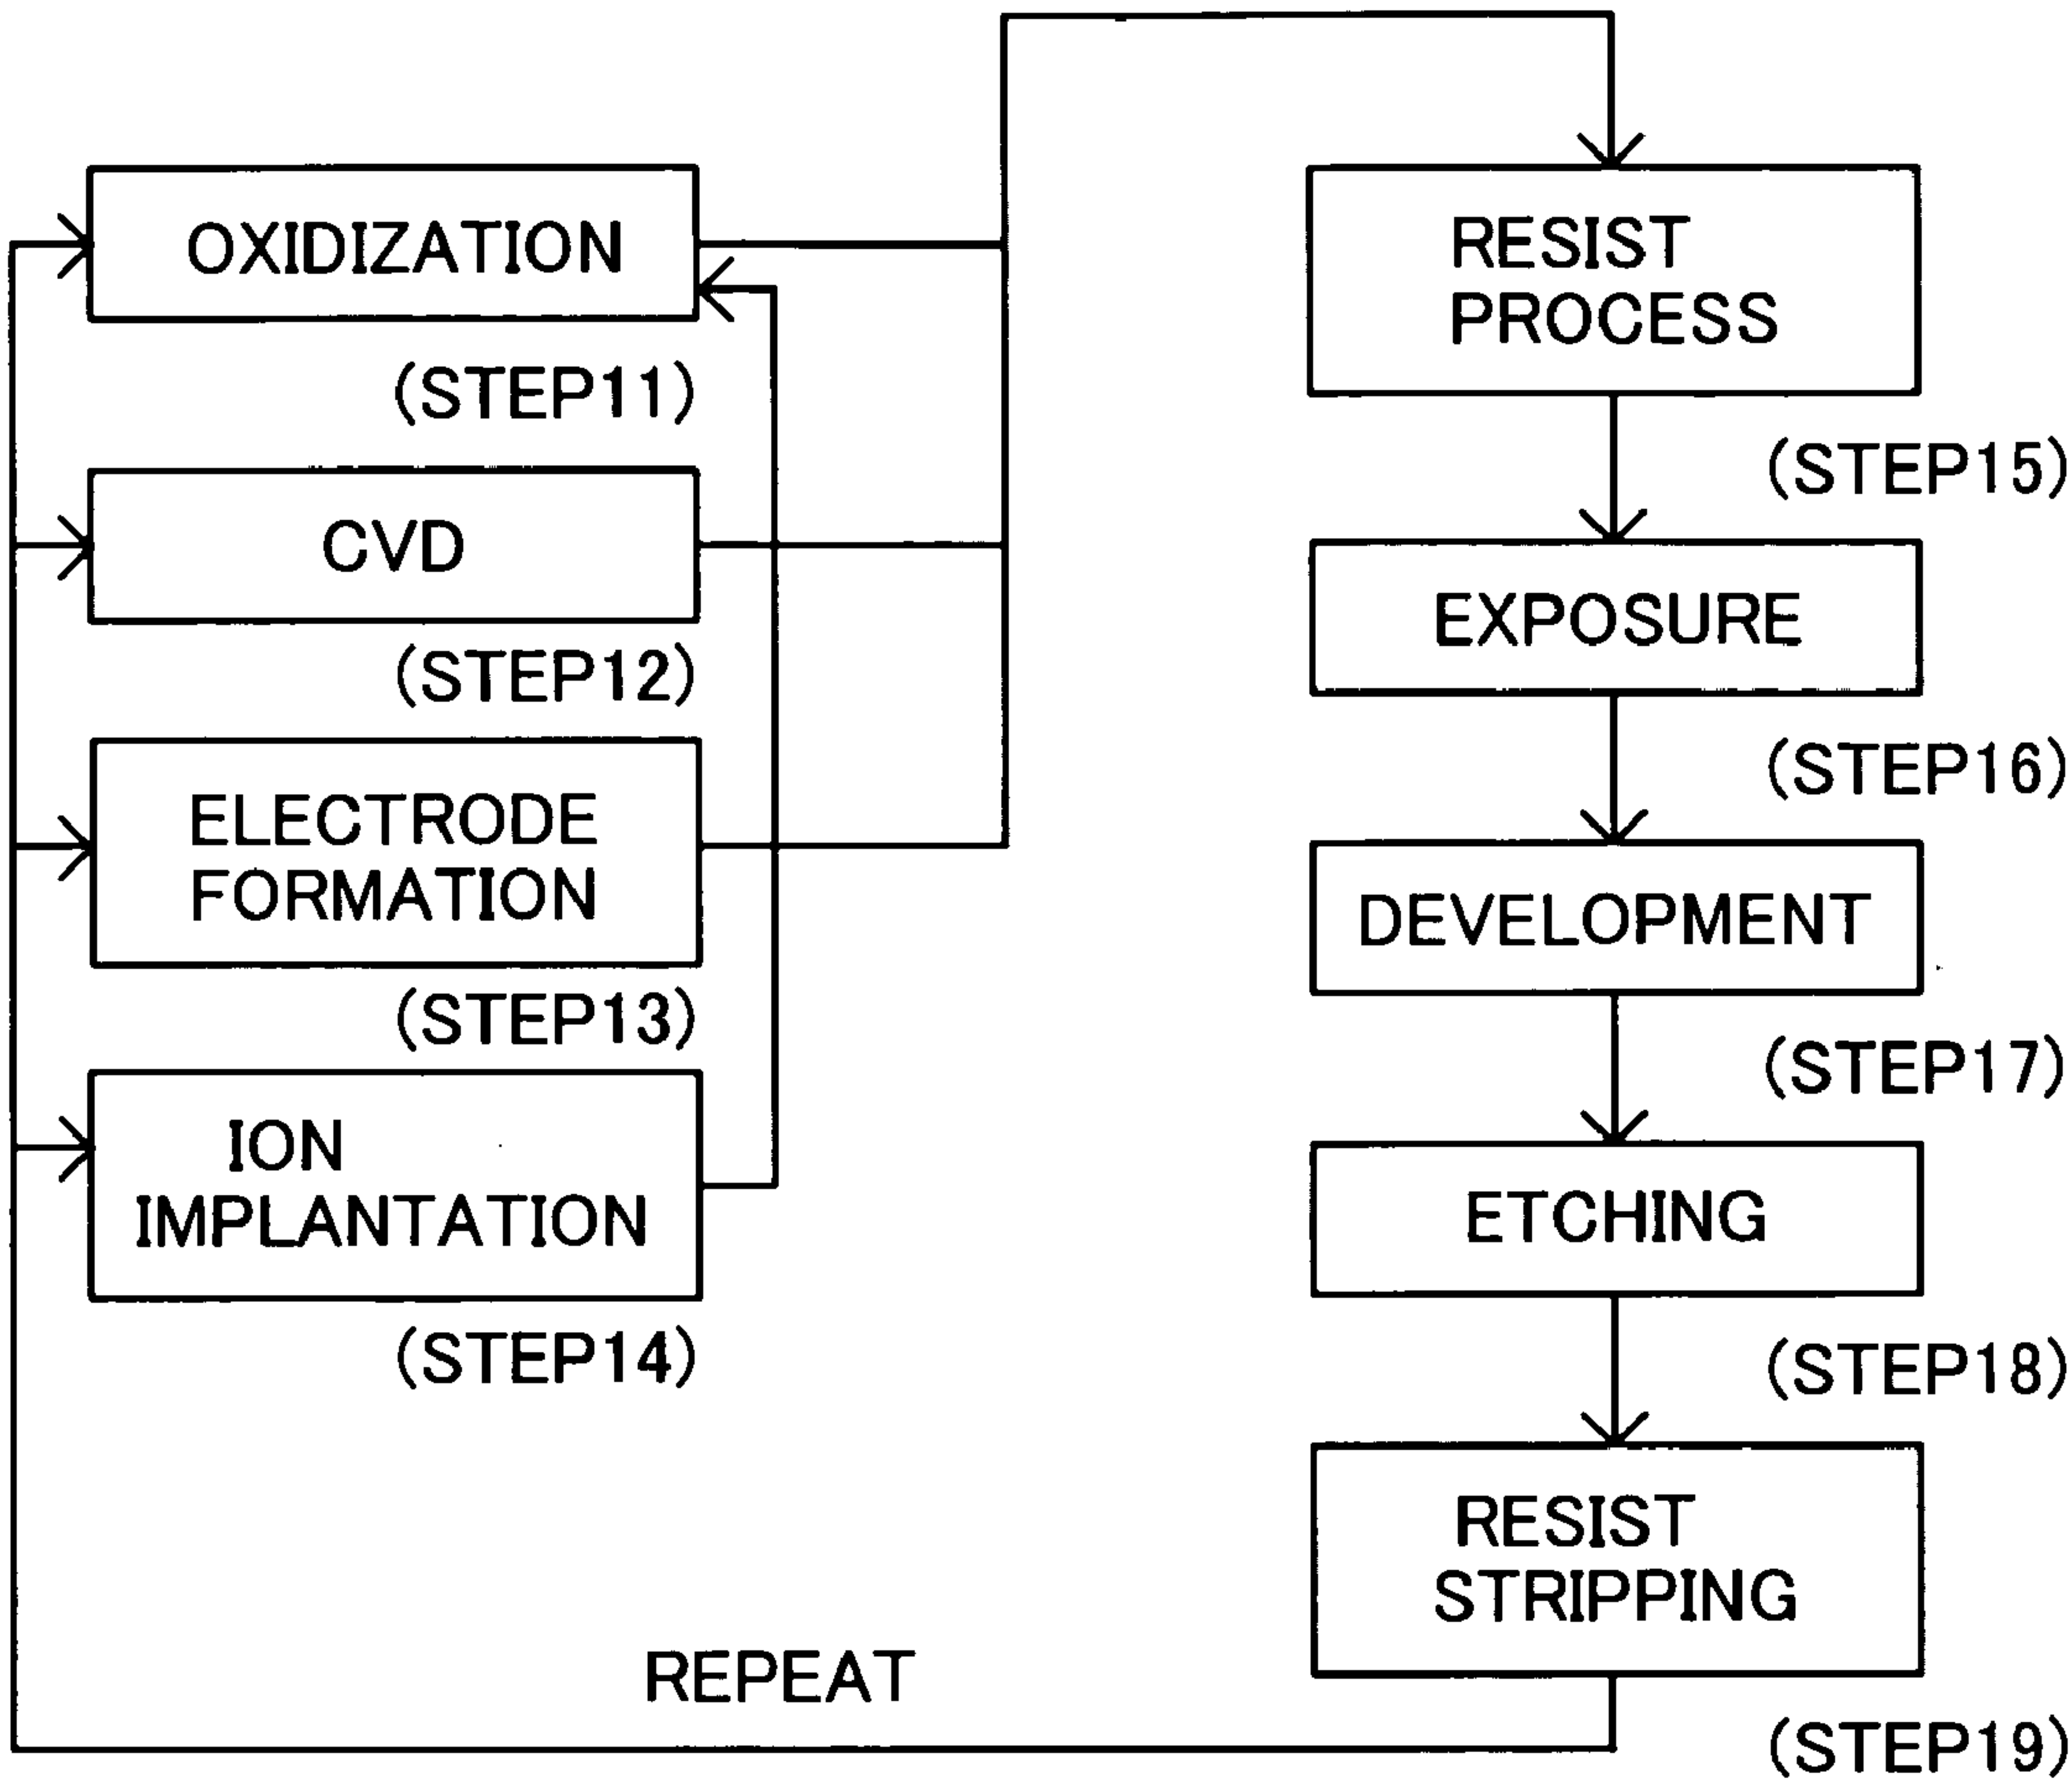 OXIDIZATION
(STEP11)
CVD
(STEP12)
ELECTRODE
FORMATION
(STEP13)
ION
IMPLANTATION
(STEP14)
RESIST
PROCESS
(STEP15)
EXPOSURE
(STEP16)
DEVELOPMENT
(STEP17)
ETCHING
(STEP18)
RESIST
STRIPPING
(STEP19)
REPEAT